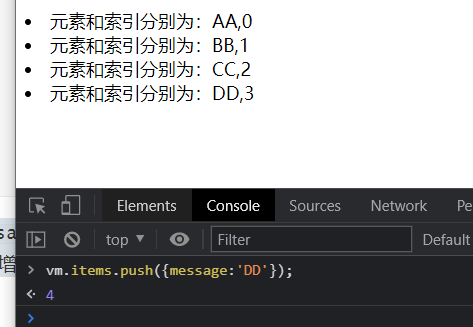 元素和索引分别为：AA,0
元素和索引分别为：BB,1
元素和索引分别为：CC,2
元素和索引分别为：DD,3
Elements Console Sources Network Pe
top Filter Default
sa
增
> vm.items.push({message:'DD'});
4
>